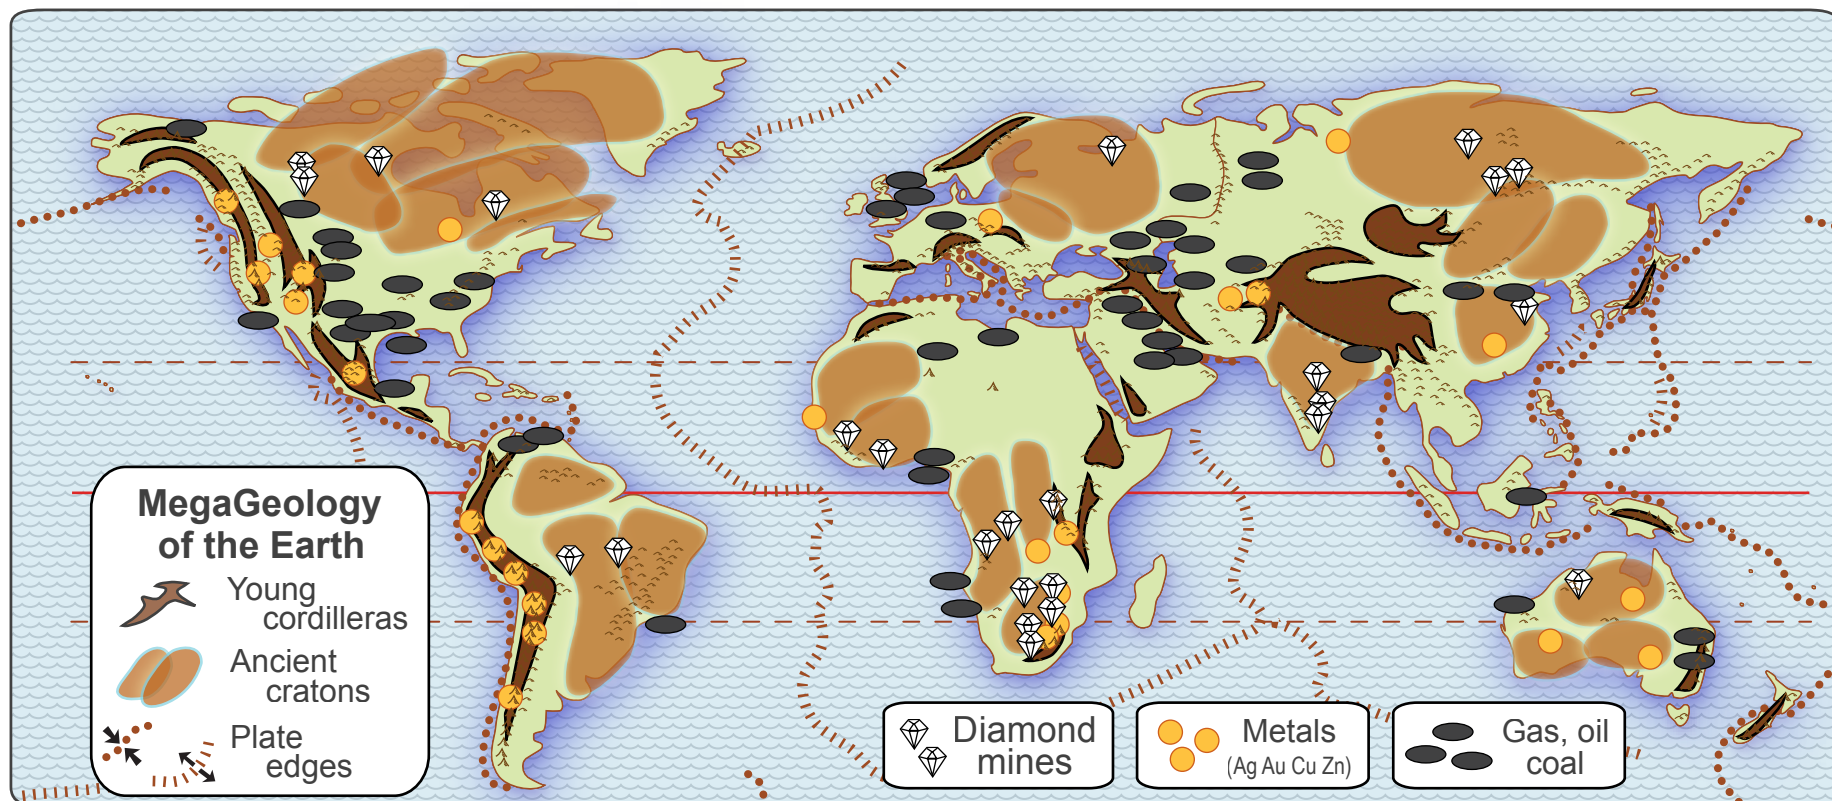 MegaGeology
of the Earth
Young
cordilleras
Ancient
cratons
Plate
edges
Diamond
mines
Metals
(Ag Au Cu Zn)
Gas, oil
coal